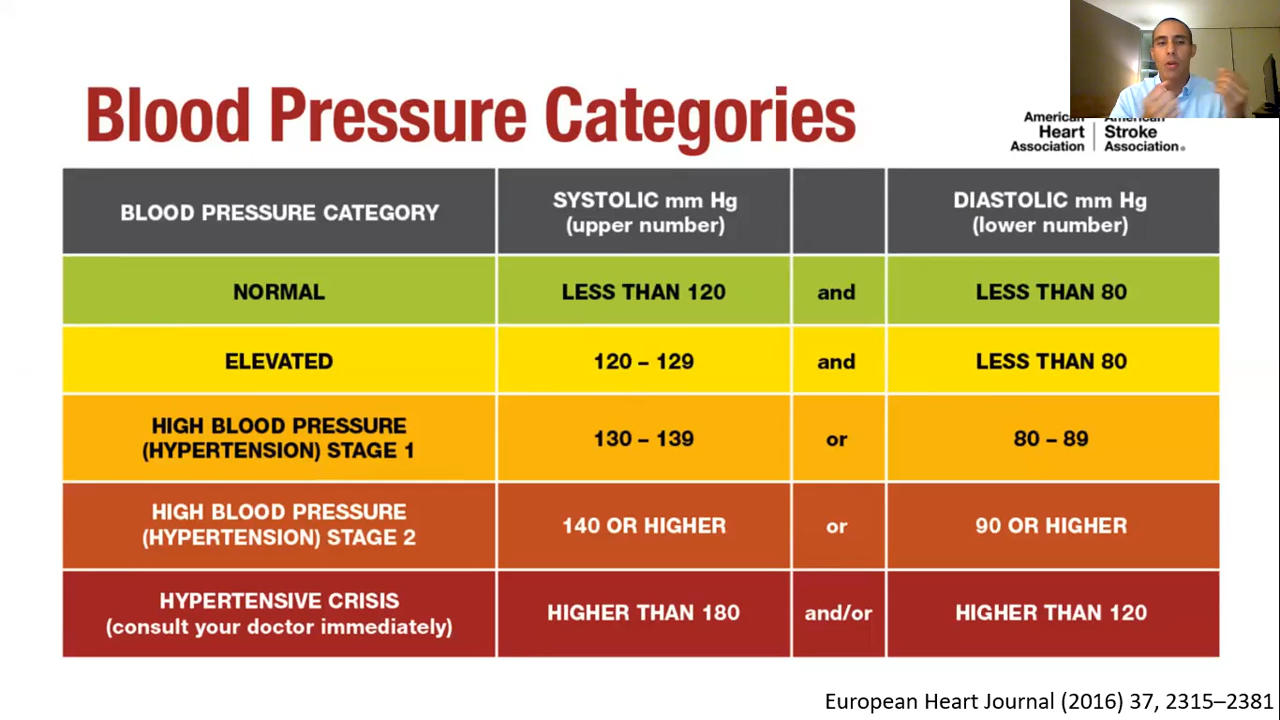 Blood Pressure Categories
American
Heart
Association
American
Stroke
Association®
BLOOD PRESSURE CATEGORY
SYSTOLIC mm Hg
(upper number)
DIASTOLIC mm Hg
(lower number)
NORMAL
LESS THAN 120
and
LESS THAN 80
ELEVATED
120 – 129
and
LESS THAN 80
HIGH BLOOD PRESSURE
(HYPERTENSION) STAGE 1
130 – 139
or
80 – 89
HIGH BLOOD PRESSURE
(HYPERTENSION) STAGE 2
140 OR HIGHER
or
90 OR HIGHER
HYPERTENSIVE CRISIS
(consult your doctor immediately)
HIGHER THAN 180
and/or
HIGHER THAN 120
European Heart Journal (2016) 37, 2315–2381